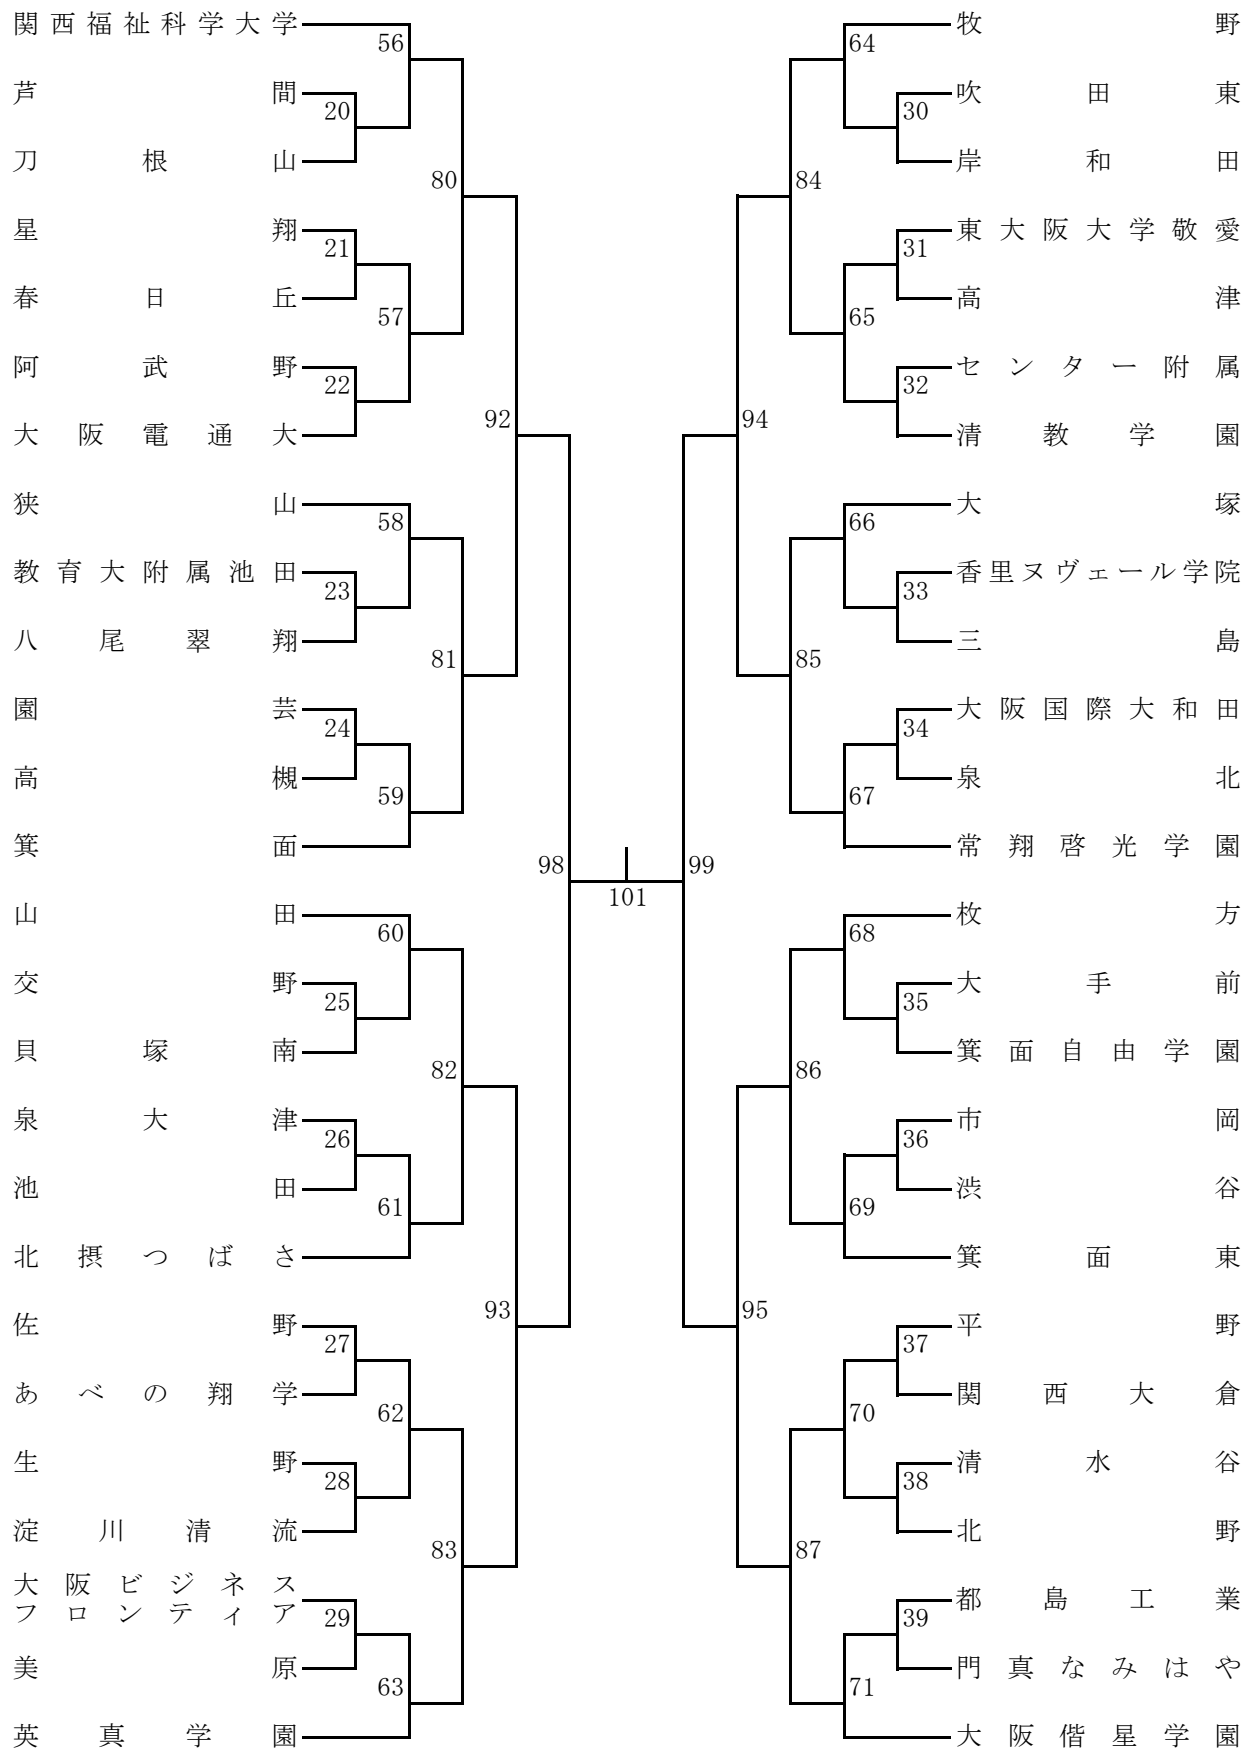 関西福祉科学大学
56
芦間
20
刀根山
80
星翔
21
春日丘
57
阿武野
22
大阪電通大
92
狭山
58
教育大附属池田
23
八尾翠翔
81
園芸
24
高槻
59
箕面
98
山田
60
交野
25
貝塚南
82
泉大津
26
池田
61
北摂つばさ
93
佐野
27
あべの翔学
62
生野
28
淀川清流
83
大阪ビジネス
フロンティア
29
美原
63
英真学園
101
牧野
64
吹田東
30
岸和田
84
東大阪大学敬愛
31
高津
65
センター附属
32
清教学園
94
大塚
66
香里ヌヴェール学院
33
三島
85
大阪国際大和田
34
泉北
67
常翔啓光学園
99
枚方
68
大手前
35
箕面自由学園
86
市岡
36
渋谷
69
箕面東
95
平野
37
関西大倉
70
清水谷
38
北野
87
都島工業
39
門真なみはや
71
大阪偕星学園